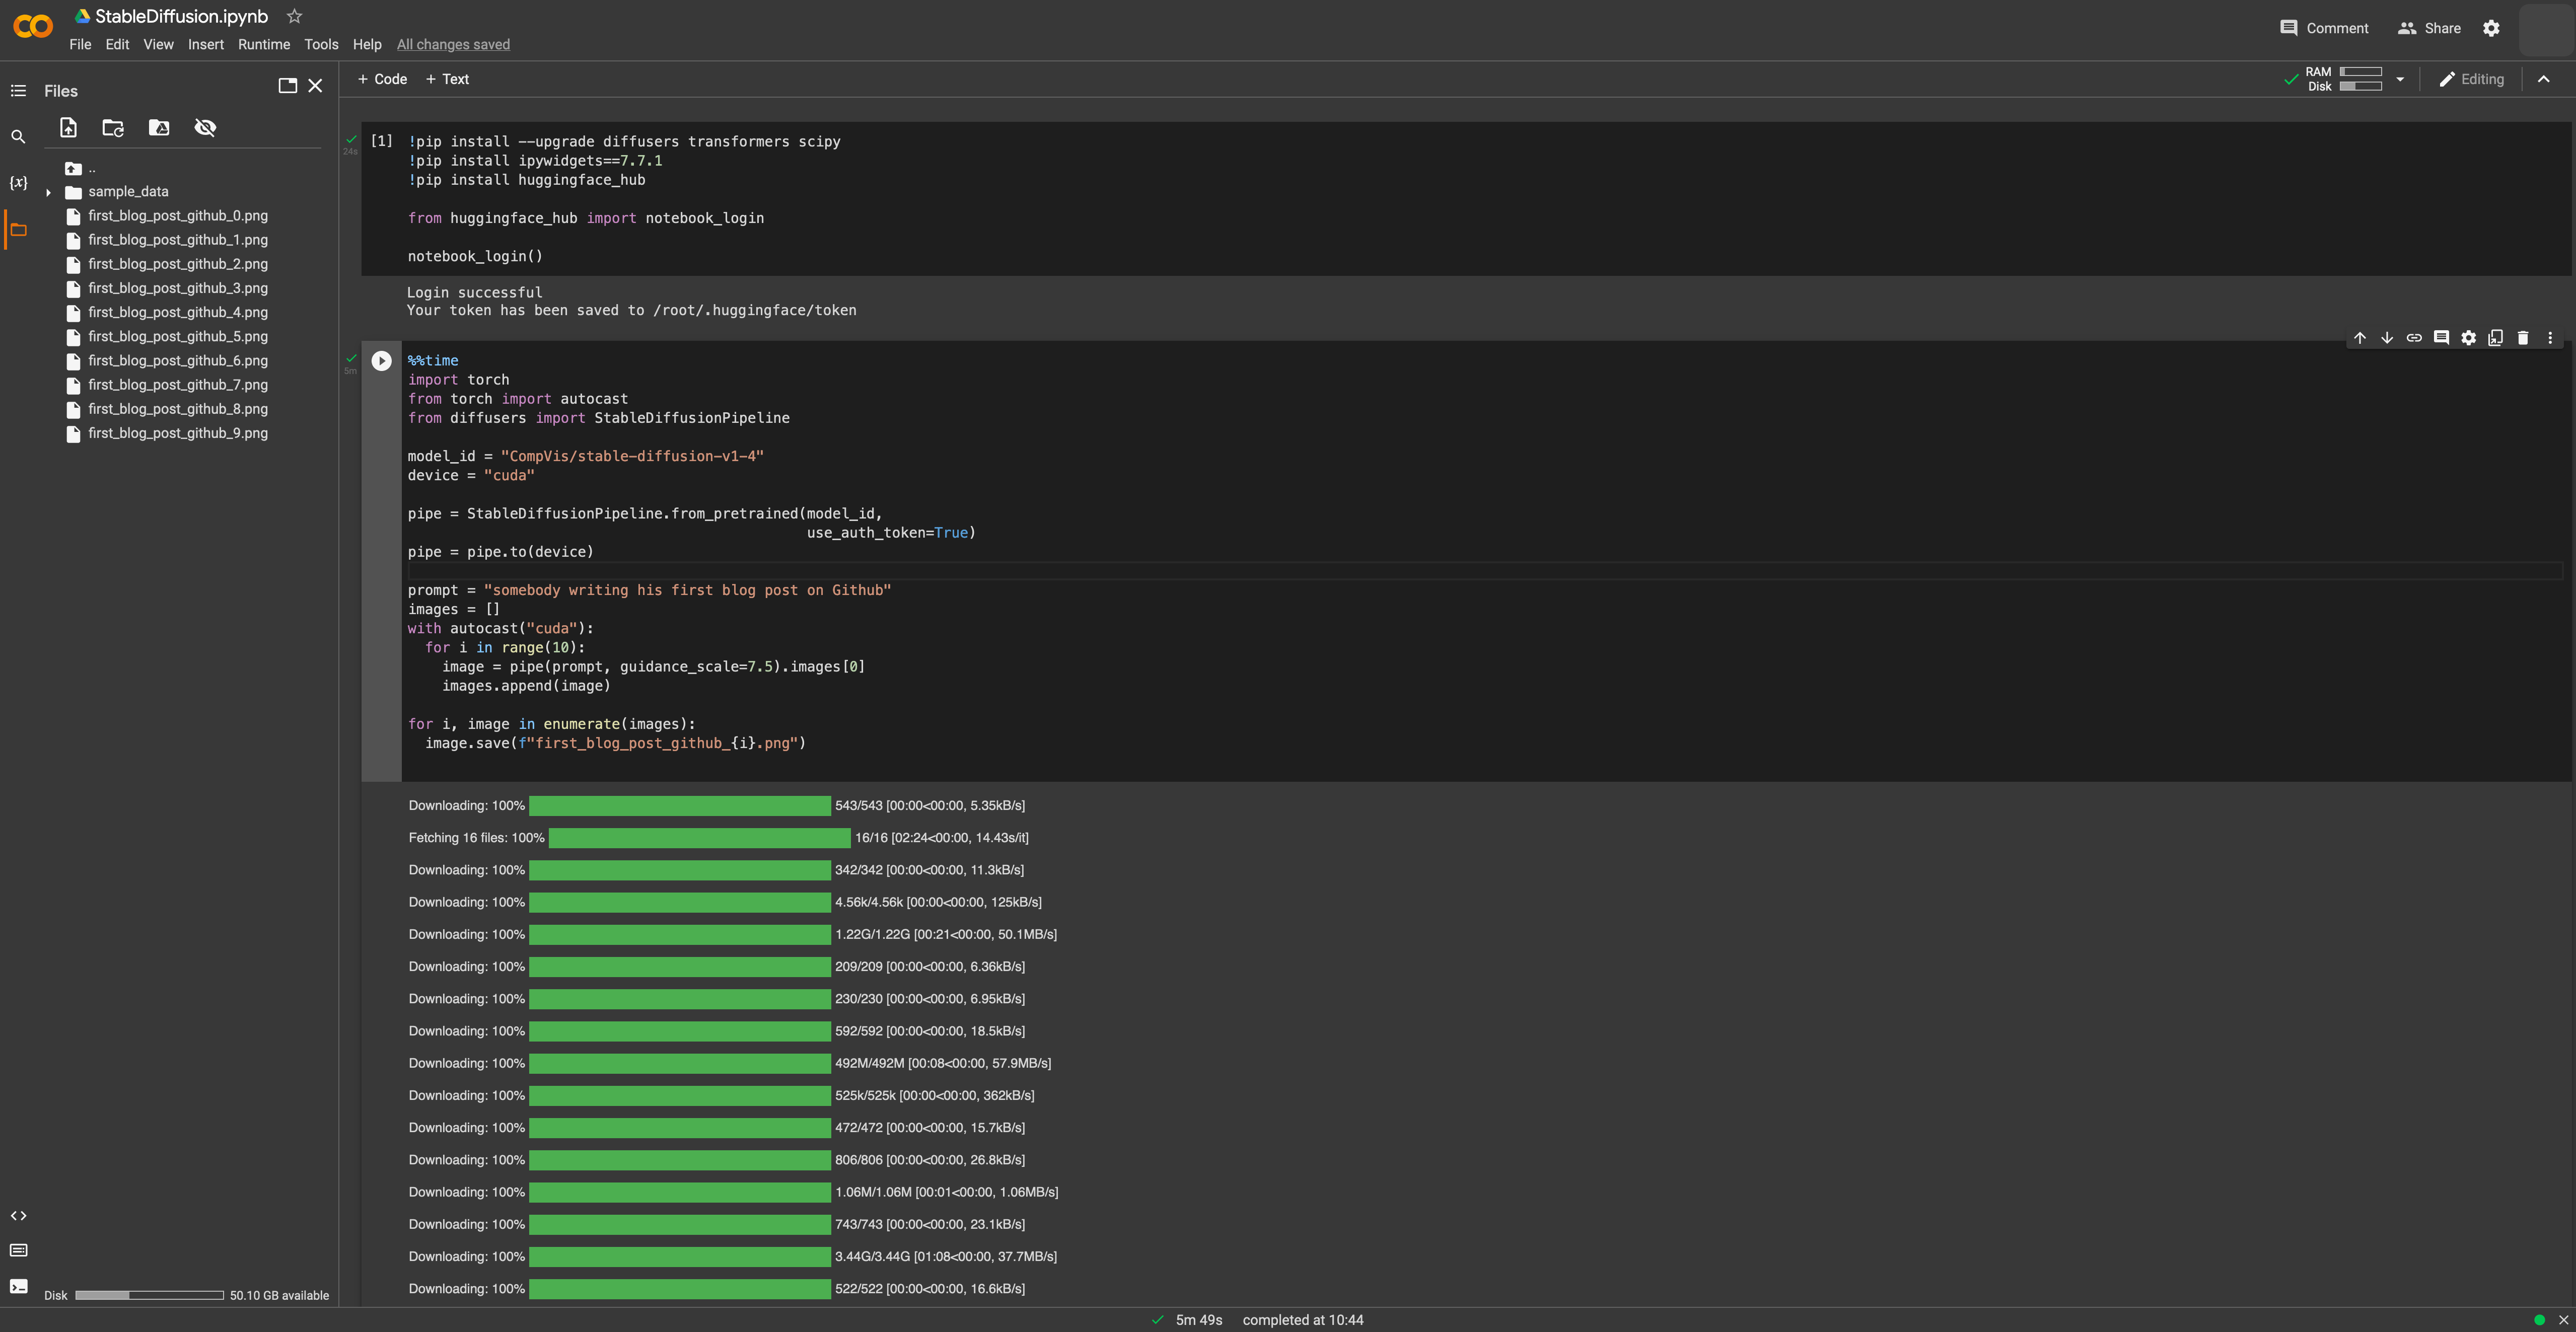 StableDiffusion.ipynb
File Edit View Insert Runtime Tools Help All changes saved
Comment Share
Files
+ Code + Text
RAM
Disk
Editing
..
sample_data
first_blog_post_github_0.png
first_blog_post_github_1.png
first_blog_post_github_2.png
first_blog_post_github_3.png
first_blog_post_github_4.png
first_blog_post_github_5.png
first_blog_post_github_6.png
first_blog_post_github_7.png
first_blog_post_github_8.png
first_blog_post_github_9.png
Disk 50.10 GB available
24s
[1] !pip install --upgrade diffusers transformers scipy
!pip install ipywidgets==7.7.1
!pip install huggingface_hub
from huggingface_hub import notebook_login
notebook_login()
Login successful
Your token has been saved to /root/.huggingface/token
5m
%%time
import torch
from torch import autocast
from diffusers import StableDiffusionPipeline
model_id = "CompVis/stable-diffusion-v1-4"
device = "cuda"
pipe = StableDiffusionPipeline.from_pretrained(model_id,
use_auth_token=True)
pipe = pipe.to(device)
prompt = "somebody writing his first blog post on Github"
images = []
with autocast("cuda"):
for i in range(10):
image = pipe(prompt, guidance_scale=7.5).images[0]
images.append(image)
for i, image in enumerate(images):
image.save(f"first_blog_post_github_{i}.png")
Downloading: 100% 543/543 [00:00<00:00, 5.35kB/s]
Fetching 16 files: 100% 16/16 [02:24<00:00, 14.43s/it]
Downloading: 100% 342/342 [00:00<00:00, 11.3kB/s]
Downloading: 100% 4.56k/4.56k [00:00<00:00, 125kB/s]
Downloading: 100% 1.22G/1.22G [00:21<00:00, 50.1MB/s]
Downloading: 100% 209/209 [00:00<00:00, 6.36kB/s]
Downloading: 100% 230/230 [00:00<00:00, 6.95kB/s]
Downloading: 100% 592/592 [00:00<00:00, 18.5kB/s]
Downloading: 100% 492M/492M [00:08<00:00, 57.9MB/s]
Downloading: 100% 525k/525k [00:00<00:00, 362kB/s]
Downloading: 100% 472/472 [00:00<00:00, 15.7kB/s]
Downloading: 100% 806/806 [00:00<00:00, 26.8kB/s]
Downloading: 100% 1.06M/1.06M [00:01<00:00, 1.06MB/s]
Downloading: 100% 743/743 [00:00<00:00, 23.1kB/s]
Downloading: 100% 3.44G/3.44G [01:08<00:00, 37.7MB/s]
Downloading: 100% 522/522 [00:00<00:00, 16.6kB/s]
5m 49s completed at 10:44